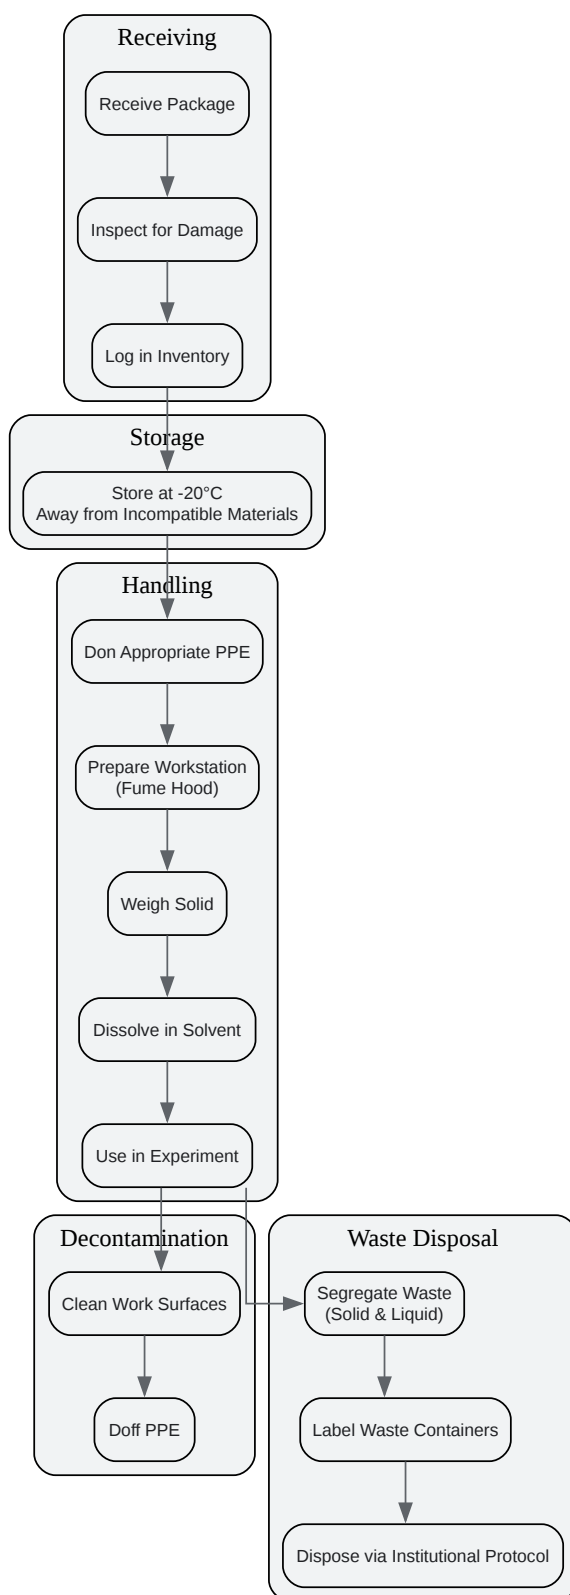 Receiving
Receive Package
Inspect for Damage
Log in Inventory
Storage
Store at -20°C
Away from Incompatible Materials
Handling
Don Appropriate PPE
Prepare Workstation
(Fume Hood)
Weigh Solid
Dissolve in Solvent
Use in Experiment
Decontamination
Clean Work Surfaces
Doff PPE
Waste Disposal
Segregate Waste
(Solid & Liquid)
Label Waste Containers
Dispose via Institutional Protocol